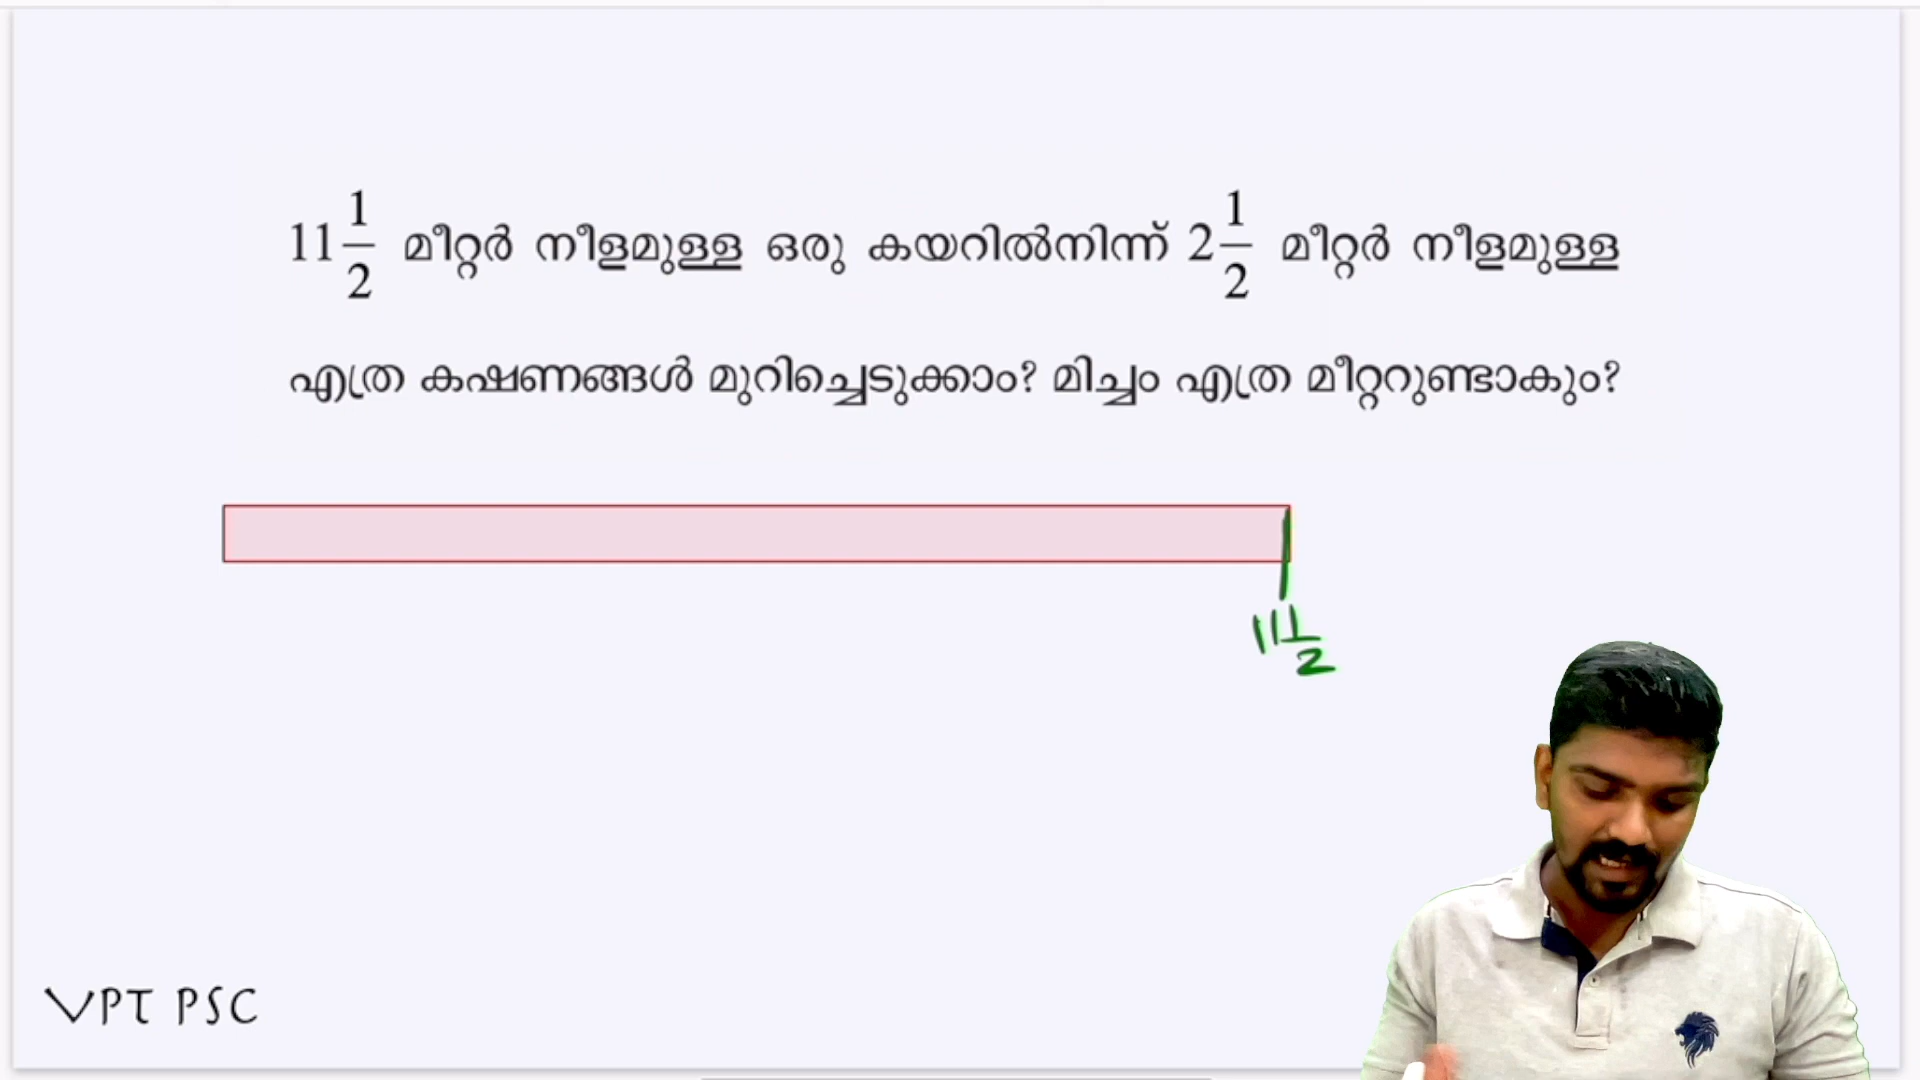 11 1/2 മീറ്റർ നീളമുള്ള ഒരു കയറിൽനിന്ന് 2 1/2 മീറ്റർ നീളമുള്ള
എത്ര കഷണങ്ങൾ മുറിച്ചെടുക്കാം? മിച്ചം എത്ര മീറ്ററുണ്ടാകും?
11 1/2
VPT PSC